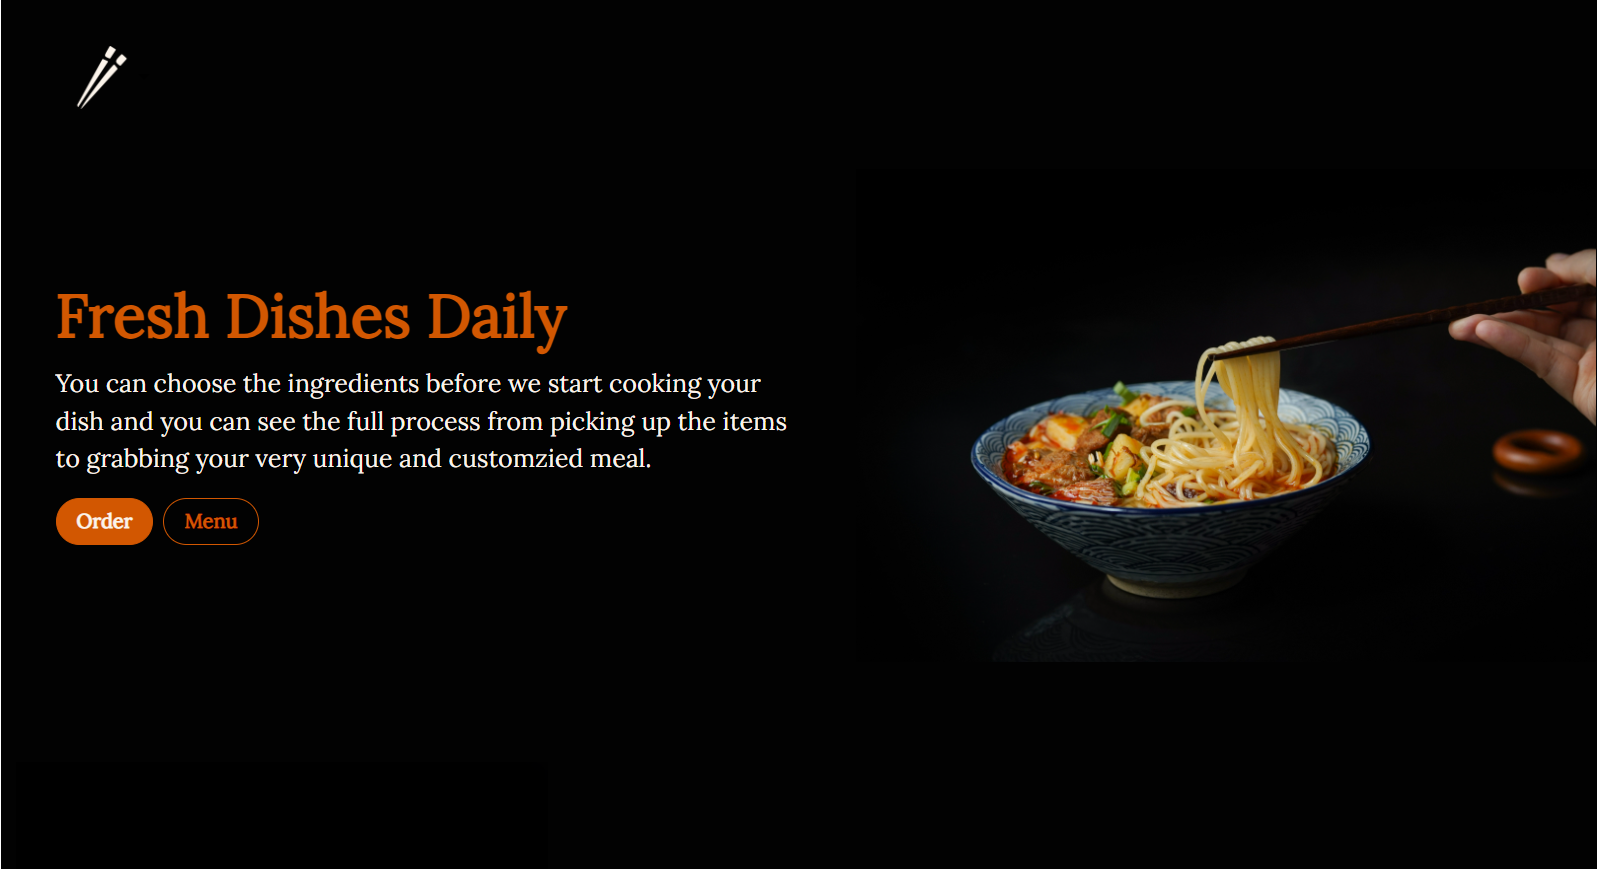 Fresh Dishes Daily
You can choose the ingredients before we start cooking your
dish and you can see the full process from picking up the items
to grabbing your very unique and customzied meal.
Order Menu